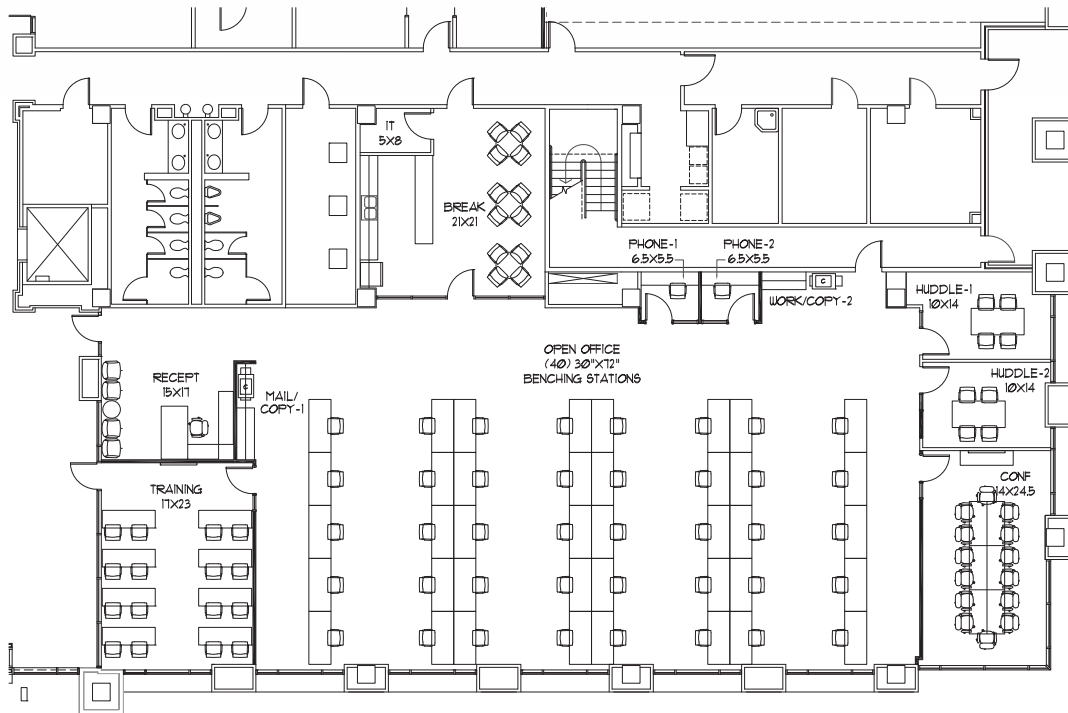 IT
5X8
BREAK
21X21
PHONE-1
6.5X5.5
PHONE-2
6.5X5.5
WORK/COPY-2
C
HUDDLE-1
10X14
OPEN OFFICE
(40) 30"X72"
BENCHING STATIONS
HUDDLE-2
10X14
RECEPT
15X17
C
MAIL/
COPY-1
TRAINING
17X23
CONF
14X24.5